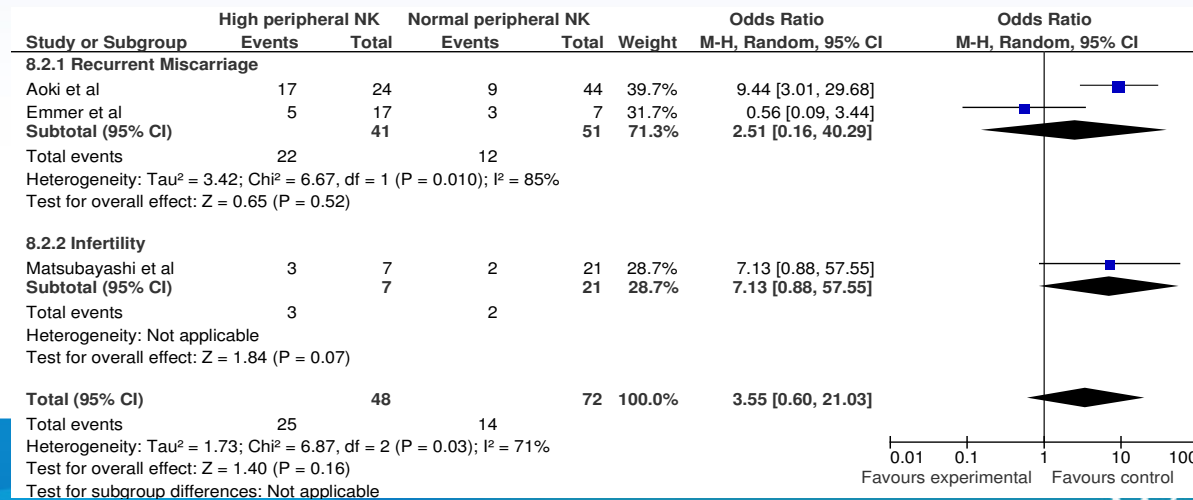 High peripheral NK Normal peripheral NK Odds Ratio Odds Ratio
Study or Subgroup Events Total Events Total Weight M-H, Random, 95% CI M-H, Random, 95% CI
8.2.1 Recurrent Miscarriage
Aoki et al 17 24 9 44 39.7% 9.44 [3.01, 29.68]
Emmer et al 5 17 3 7 31.7% 0.56 [0.09, 3.44]
Subtotal (95% CI) 41 51 71.3% 2.51 [0.16, 40.29]
Total events 22 12
Heterogeneity: Tau² = 3.42; Chi² = 6.67, df = 1 (P = 0.010); I² = 85%
Test for overall effect: Z = 0.65 (P = 0.52)
8.2.2 Infertility
Matsubayashi et al 3 7 2 21 28.7% 7.13 [0.88, 57.55]
Subtotal (95% CI) 7 21 28.7% 7.13 [0.88, 57.55]
Total events 3 2
Heterogeneity: Not applicable
Test for overall effect: Z = 1.84 (P = 0.07)
Total (95% CI) 48 72 100.0% 3.55 [0.60, 21.03]
Total events 25 14
Heterogeneity: Tau² = 1.73; Chi² = 6.87, df = 2 (P = 0.03); I² = 71%
Test for overall effect: Z = 1.40 (P = 0.16)
Test for subgroup differences: Not applicable
0.01 0.1 1 10 100
Favours experimental Favours control